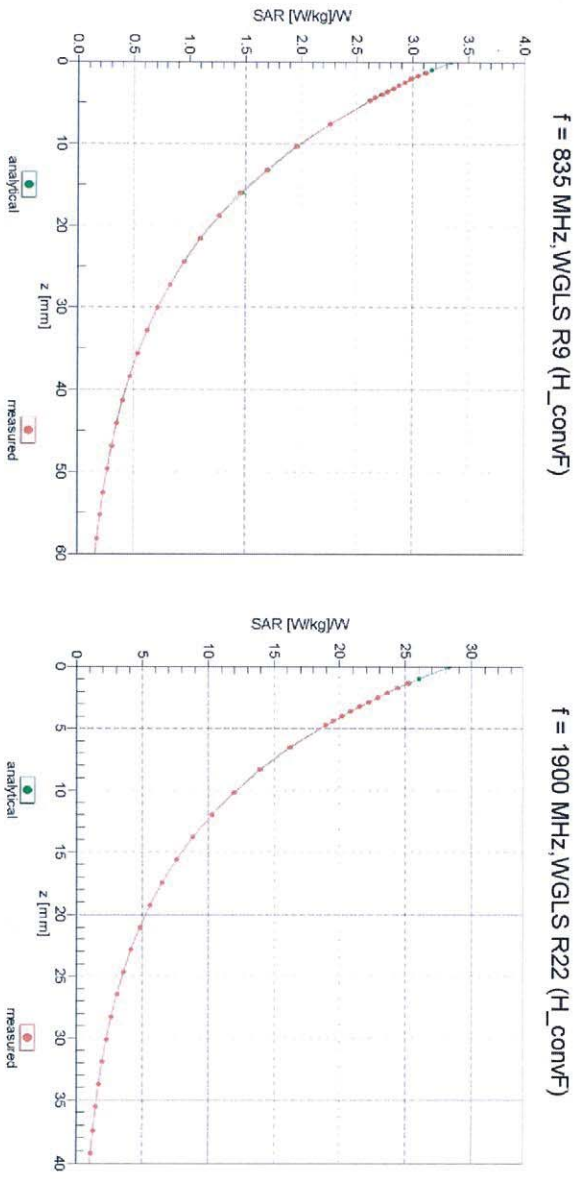 f = 835 MHz,WGLS R9 (H_convF)
SAR [W/kg]/W
4.0
3.5
3.0
2.5
2.0
1.5
1.0
0.5
0.0
0 10 20 30 40 50 60
z [mm]
analytical measured
f = 1900 MHz,WGLS R22 (H_convF)
SAR [W/kg]/W
30
25
20
15
10
5
0
0 5 10 15 20 25 30 35 40
z [mm]
analytical measured